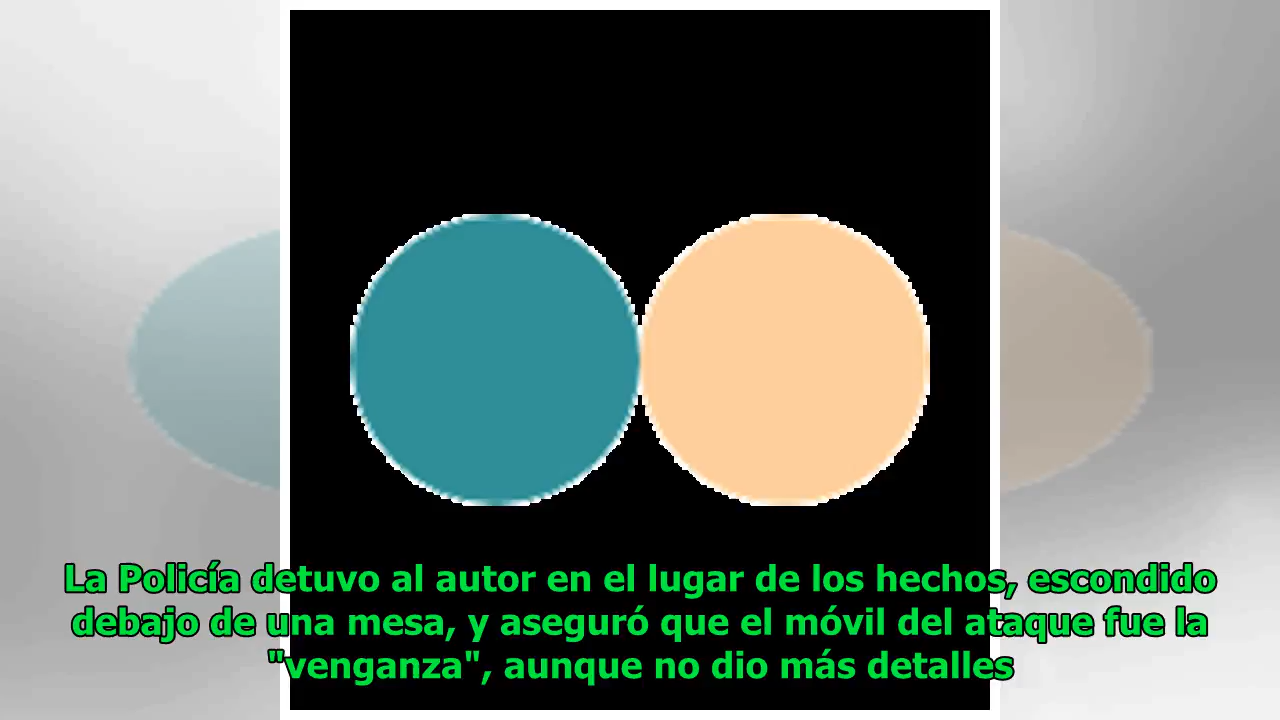 La Policía detuvo al autor en el lugar de los hechos, escondido
debajo de una mesa, y aseguró que el móvil del ataque fue la
"venganza", aunque no dio más detalles